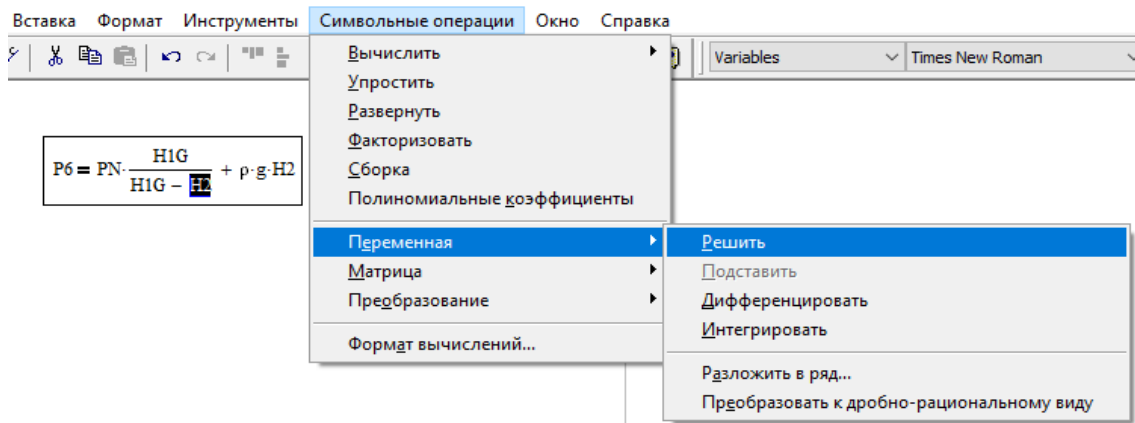 Вставка Формат Инструменты Символьные операции Окно Справка
Variables Times New Roman
Вычислить
Упростить
Развернуть
Факторизовать
Сборка
Полиномиальные коэффициенты
P6 = PN· H1G / H1G − H2 + ρ·g·H2
Переменная
Матрица
Преобразование
Формат вычислений...
Решить
Подставить
Дифференцировать
Интегрировать
Разложить в ряд...
Преобразовать к дробно-рациональному виду